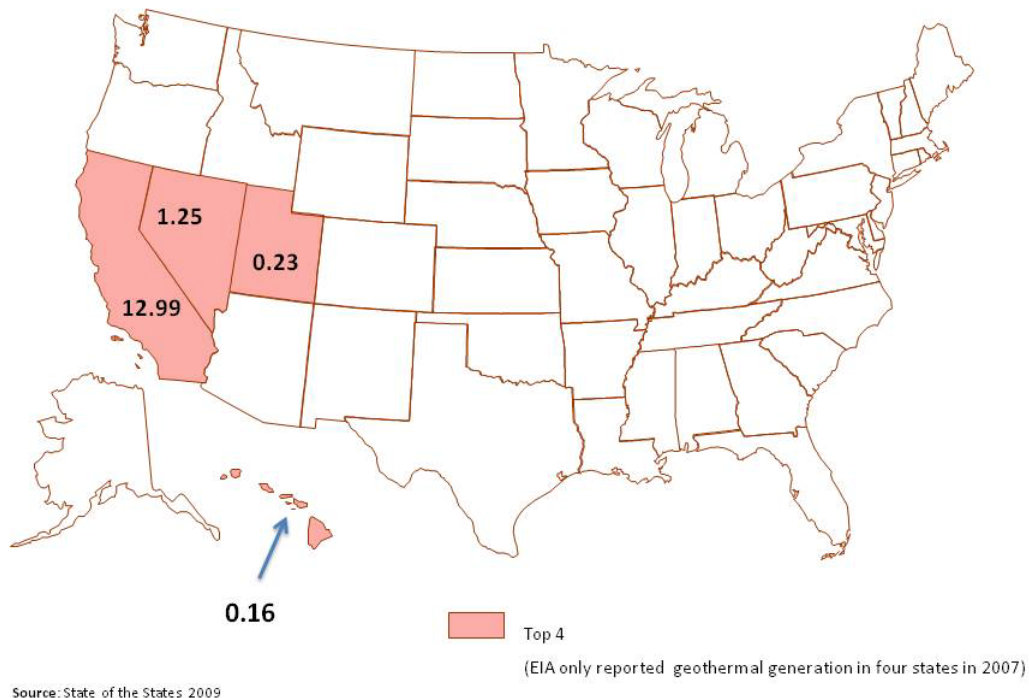 1.25
0.23
12.99
0.16
Top 4
(EIA only reported geothermal generation in four states in 2007)
Source: State of the States 2009